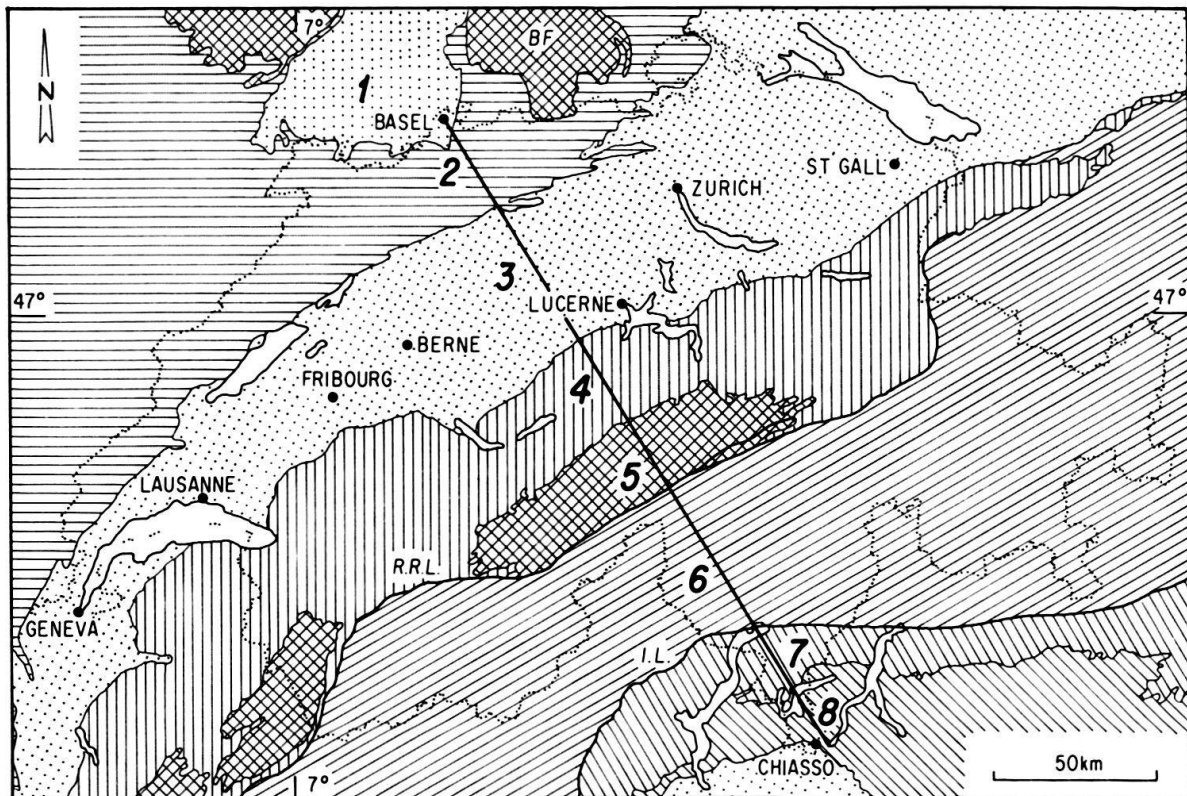 7°
BF
N
1
BASEL
2
ST GALL
ZURICH
3
47°
47°
LUCERNE
BERNE
FRIBOURG
4
5
LAUSANNE
R.R.L.
6
GENEVA
I.L.
7
8
CHIASSO
7°
50km